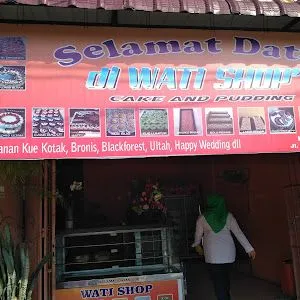 Selamat Dat
di WATI SHOP
CAKE AND PUDDING
anan Kue Kotak, Bronis, Blackforest, Ultah, Happy Wedding dll
Jl.
WATI SHOP